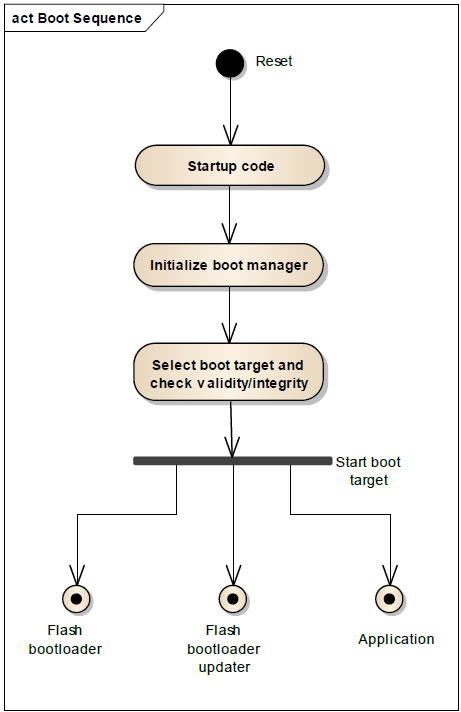 act Boot Sequence
Reset
Startup code
Initialize boot manager
Select boot target and
check validity/integrity
Start boot
target
Flash
bootloader
Flash
bootloader
updater
Application